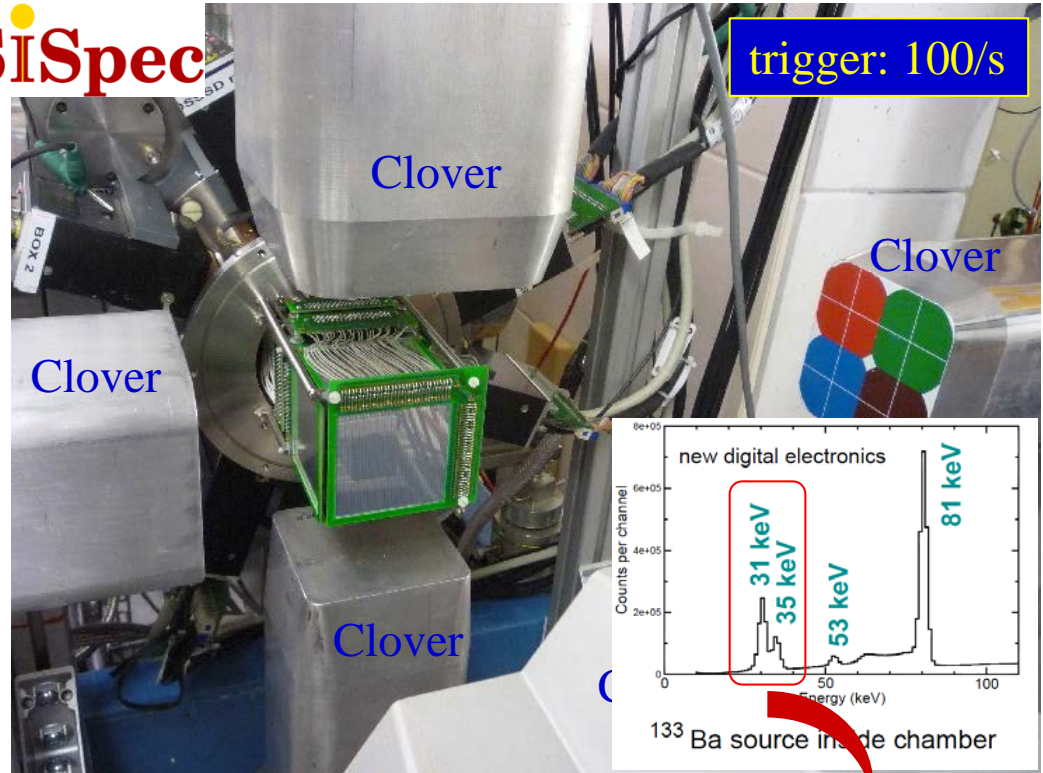 SiSpec
trigger: 100/s
Clover
Clover
BOX 2
Clover
Clover
8e+05
6e+05
4e+05
2e+05
0
Counts per channel
new digital electronics
31 keV
35 keV
53 keV
81 keV
0
50
100
Energy (keV)
133 Ba source inside chamber